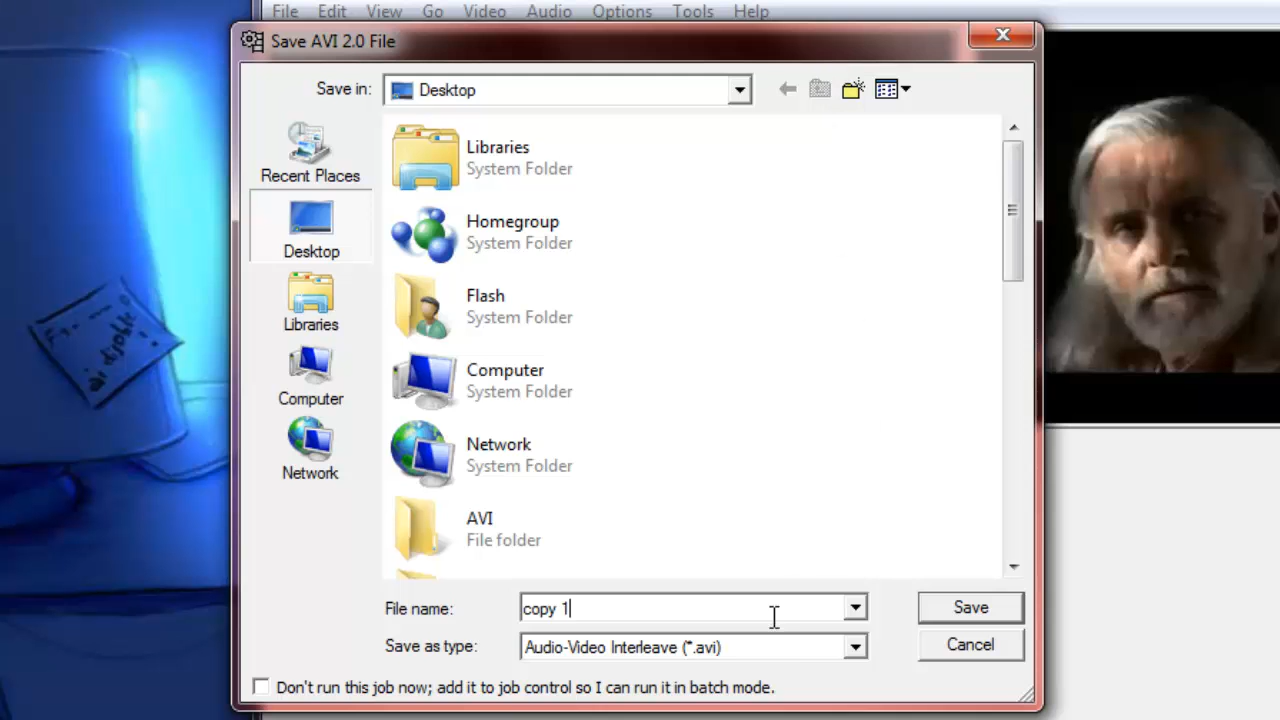 File Edit View Go Video Audio Options Tools Help
Save AVI 2.0 File
Save in: Desktop
Recent Places
Desktop
Libraries
Computer
Network
Libraries
System Folder
Homegroup
System Folder
Flash
System Folder
Computer
System Folder
Network
System Folder
AVI
File folder
File name: copy 1 Save
Save as type: Audio-Video Interleave (*.avi) Cancel
Don't run this job now; add it to job control so I can run it in batch mode.